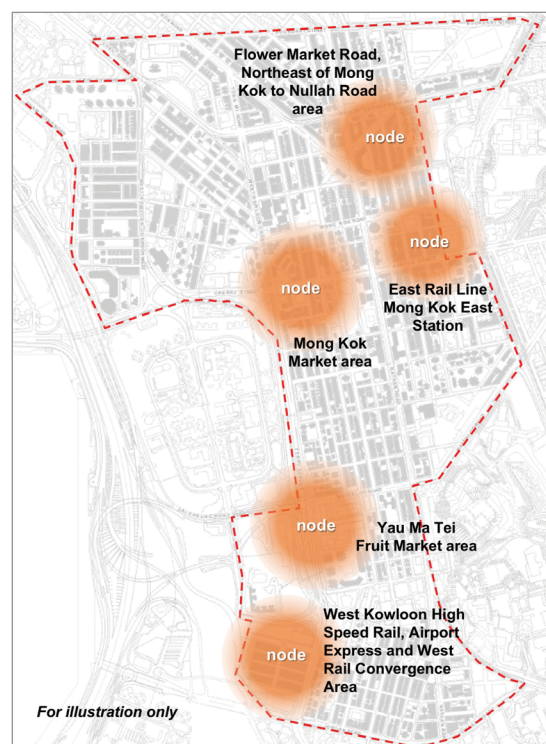 Flower Market Road,
Northeast of Mong
Kok to Nullah Road
area
node
node
East Rail Line
Mong Kok East
Station
node
Mong Kok
Market area
node
Yau Ma Tei
Fruit Market area
West Kowloon High
Speed Rail, Airport
Express and West
Rail Convergence
Area
node
For illustration only